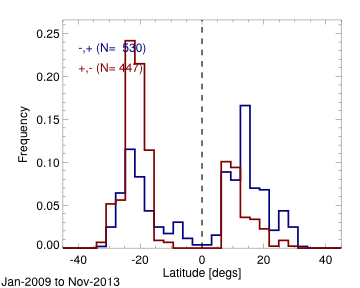 0.25
0.20
0.15
0.10
0.05
0.00
Frequency
-,+ (N= 530)
+,- (N= 447)
-40 -20 0 20 40
Latitude [degs]
Jan-2009 to Nov-2013